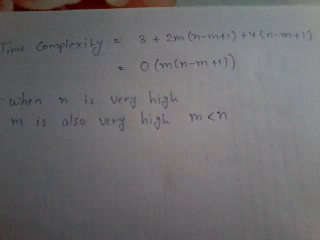 Time Complexity = 3 + 2m(n-m+1)+4(n-m+1)
= O(m(n-m+1))
when n is very high
m is also very high m<n